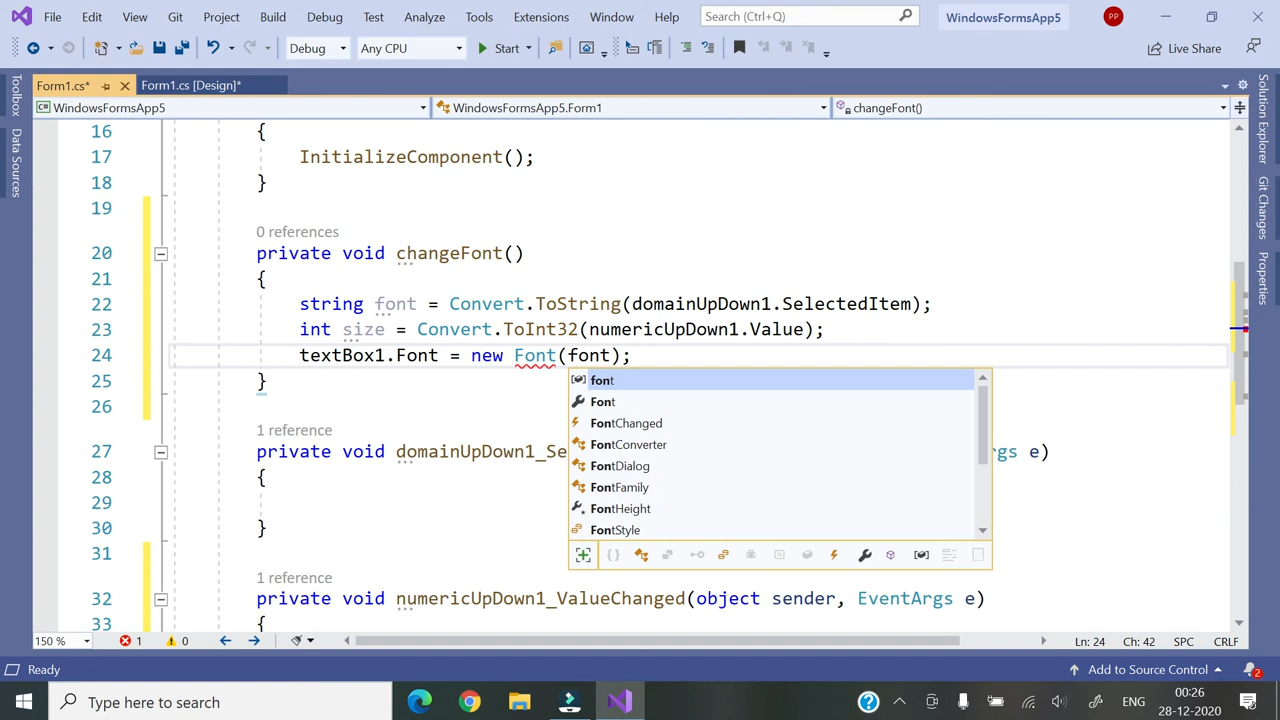 File Edit View Git Project Build Debug Test Analyze Tools Extensions Window Help Search (Ctrl+Q) WindowsFormsApp5 PP
Debug Any CPU Start Live Share
Form1.cs* Form1.cs [Design]*
WindowsFormsApp5 WindowsFormsApp5.Form1 changeFont()
Toolbox
Data Sources
Solution Explorer
Git Changes
Properties
16 {
17 InitializeComponent();
18 }
19
0 references
20 private void changeFont()
21 {
22 string font = Convert.ToString(domainUpDown1.SelectedItem);
23 int size = Convert.ToInt32(numericUpDown1.Value);
24 textBox1.Font = new Font(font);
25 }
26
font
Font
FontChanged
FontConverter
FontDialog
FontFamily
FontHeight
FontStyle
1 reference
27 private void domainUpDown1_Se gs e)
28 {
29
30 }
31
1 reference
32 private void numericUpDown1_ValueChanged(object sender, EventArgs e)
33 {
150 % 1 0 Ln: 24 Ch: 42 SPC CRLF
Ready Add to Source Control 2
Type here to search ENG 00:26
28-12-2020